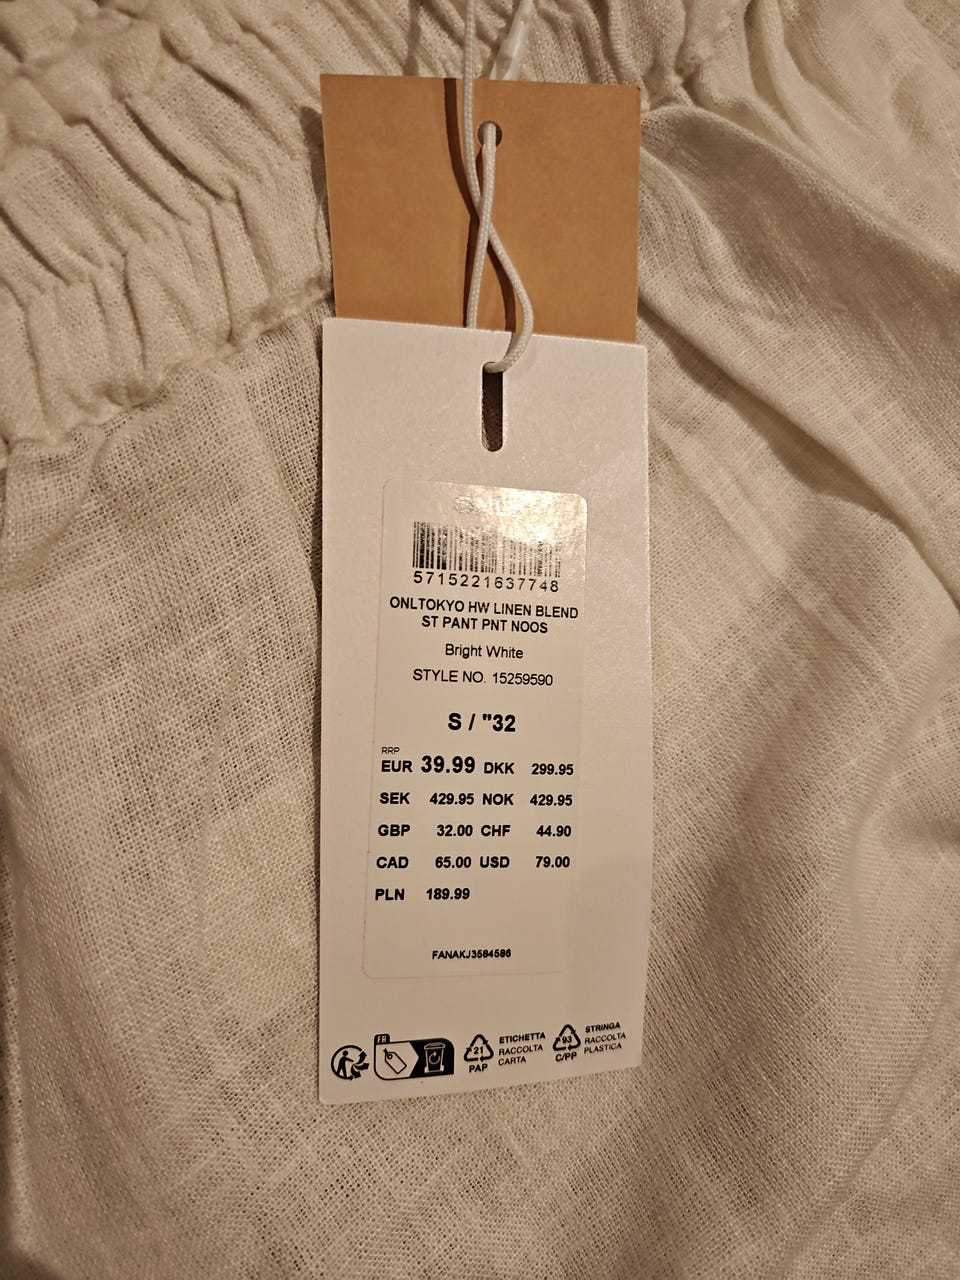 5715221637748
ONLTOKYO HW LINEN BLEND
ST PANT PNT NOOS
Bright White
STYLE NO. 15259590
S / "32
RRP
EUR 39.99 DKK 299.95
SEK 429.95 NOK 429.95
GBP 32.00 CHF 44.90
CAD 65.00 USD 79.00
PLN 189.99
FANAKJ3584586
FR
21
PAP
ETICHETTA
RACCOLTA
CARTA
93
C/PP
STRINGA
RACCOLTA
PLASTICA